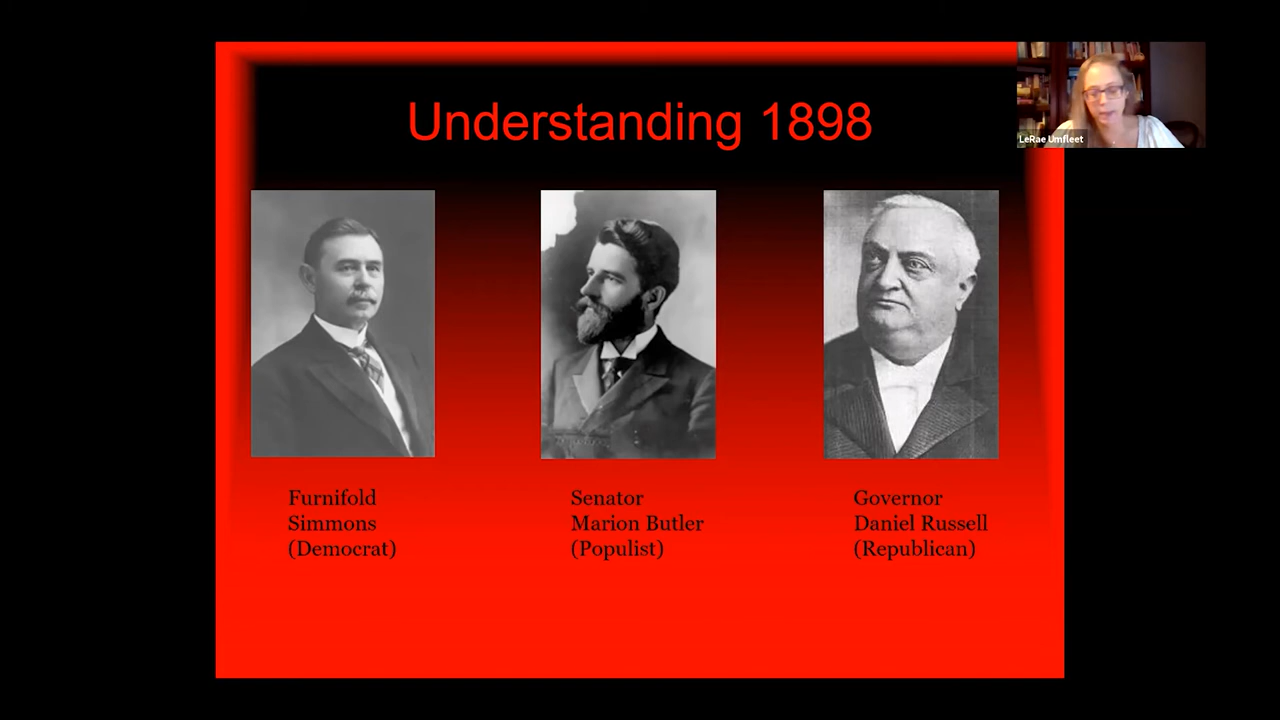 Understanding 1898
LeRae Umfleet
Furnifold
Simmons
(Democrat)
Senator
Marion Butler
(Populist)
Governor
Daniel Russell
(Republican)